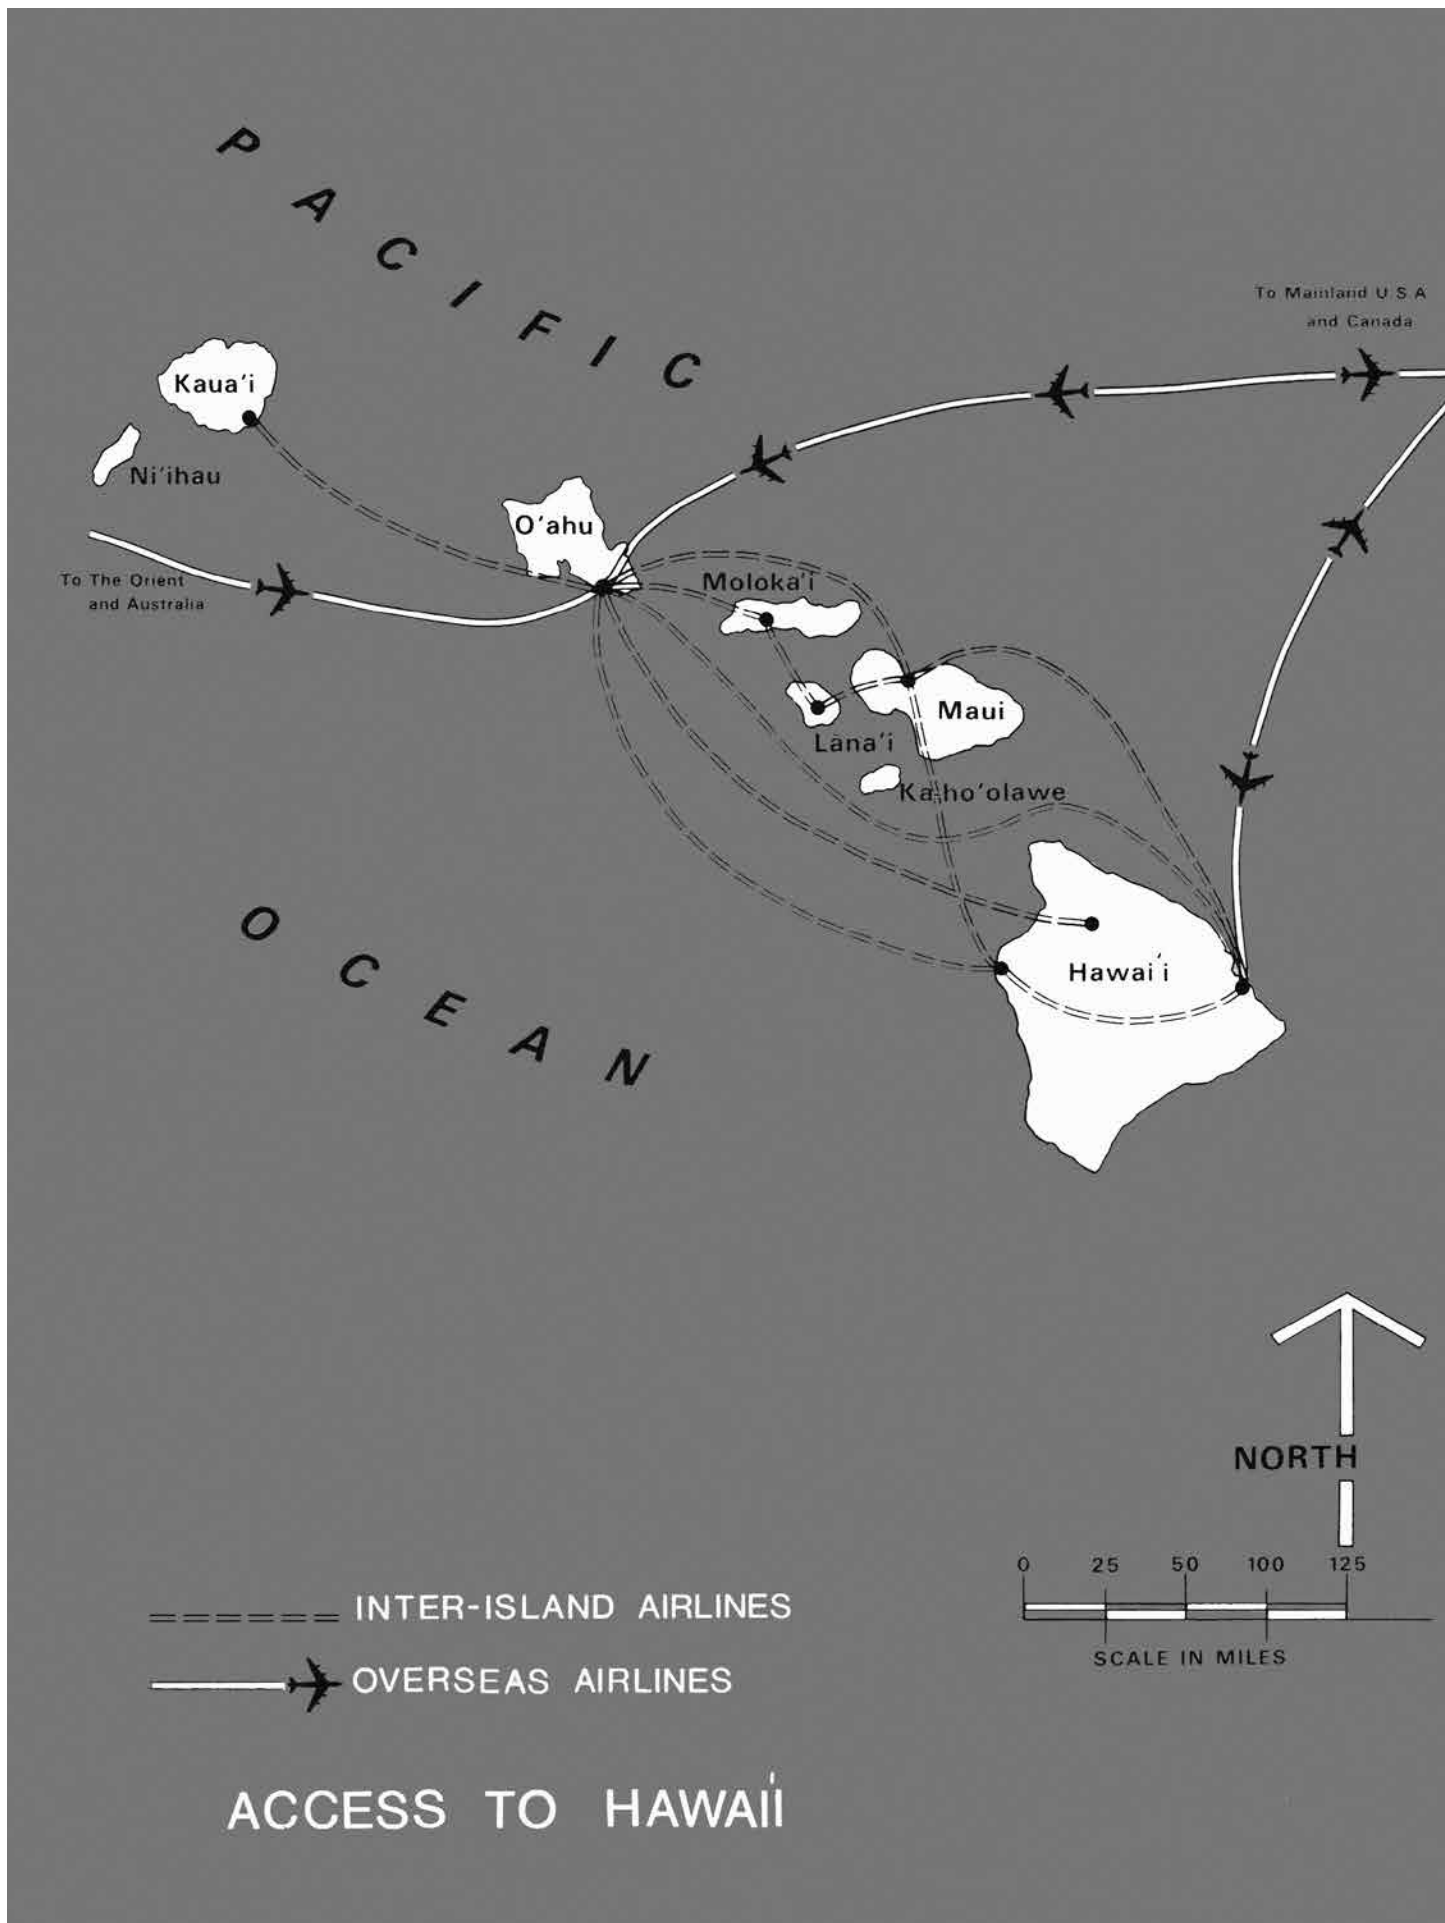 PACIFIC
To Mainland U.S.A
and Canada
Kaua'i
Ni'ihau
O'ahu
To The Orient
and Australia
Moloka'i
Maui
Lāna'i
Kaho'olawe
OCEAN
Hawai'i
NORTH
0 25 50 100 125
SCALE IN MILES
INTER-ISLAND AIRLINES
OVERSEAS AIRLINES
ACCESS TO HAWAI'I